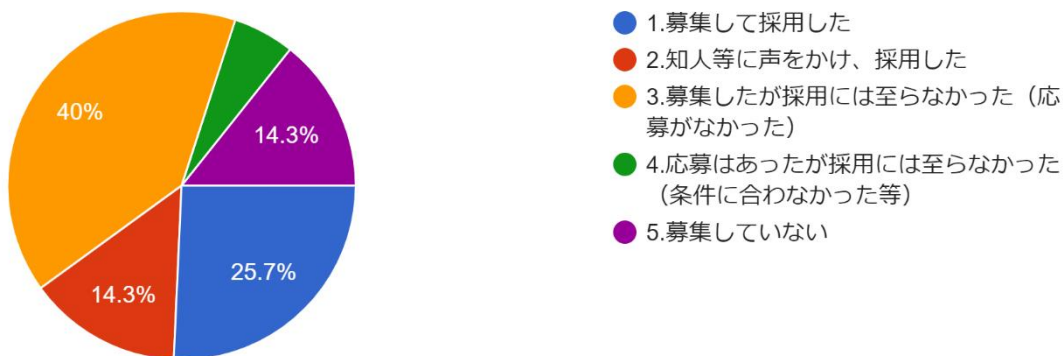 40%
14.3%
14.3%
25.7%
1.募集して採用した
2.知人等に声をかけ、採用した
3.募集したが採用には至らなかった（応
募がなかった）
4.応募はあったが採用には至らなかった
（条件に合わなかった等）
5.募集していない